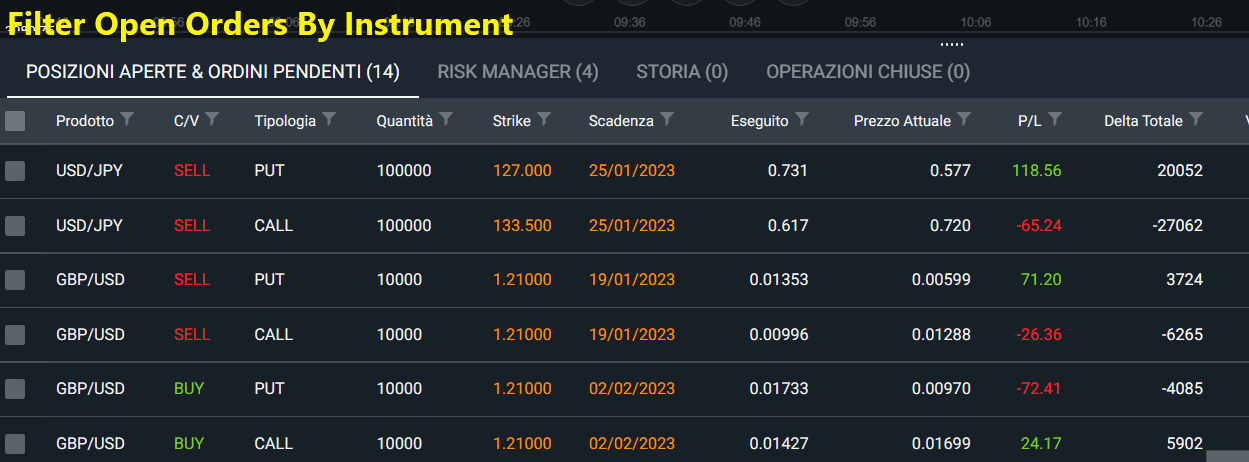 09:56 10:06 09:26 09:36 09:46 09:56 10:06 10:16 10:26
Filter Open Orders By Instrument
POSIZIONI APERTE & ORDINI PENDENTI (14) RISK MANAGER (4) STORIA (0) OPERAZIONI CHIUSE (0)
Prodotto C/V Tipologia Quantità Strike Scadenza Eseguito Prezzo Attuale P/L Delta Totale V
USD/JPY SELL PUT 100000 127.000 25/01/2023 0.731 0.577 118.56 20052
USD/JPY SELL CALL 100000 133.500 25/01/2023 0.617 0.720 -65.24 -27062
GBP/USD SELL PUT 10000 1.21000 19/01/2023 0.01353 0.00599 71.20 3724
GBP/USD SELL CALL 10000 1.21000 19/01/2023 0.00996 0.01288 -26.36 -6265
GBP/USD BUY PUT 10000 1.21000 02/02/2023 0.01733 0.00970 -72.41 -4085
GBP/USD BUY CALL 10000 1.21000 02/02/2023 0.01427 0.01699 24.17 5902